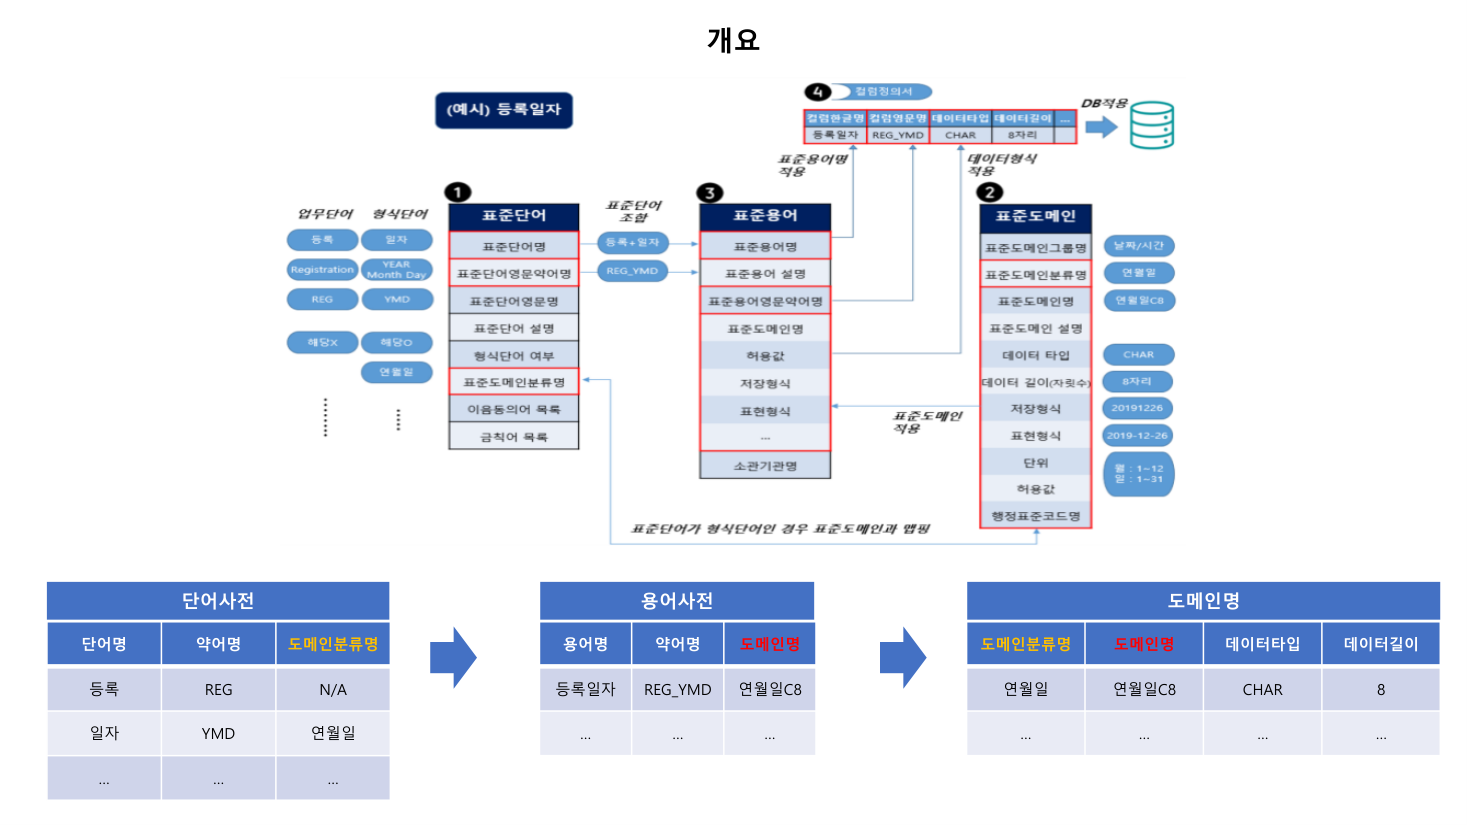 개요
(예시) 등록일자
4 컬럼정의서
컬럼한글명 컬럼영문명 데이터타입 데이터길이 ...
등록일자 REG_YMD CHAR 8자리
DB적용
표준용어명
적용
데이터형식
적용
업무단어 형식단어
등록 일자
Registration YEAR
Month Day
REG YMD
해당X 해당O
연월일
1
표준단어
표준단어명
표준단어영문약어명
표준단어영문명
표준단어 설명
형식단어 여부
표준도메인분류명
이음동의어 목록
금칙어 목록
표준단어
조합
등록+일자
REG_YMD
3
표준용어
표준용어명
표준용어 설명
표준용어영문약어명
표준도메인명
허용값
저장형식
표현형식
...
소관기관명
표준도메인
적용
2
표준도메인
표준도메인그룹명
표준도메인분류명
표준도메인명
표준도메인 설명
데이터 타입
데이터 길이(자릿수)
저장형식
표현형식
단위
허용값
행정표준코드명
날짜/시간
연월일
연월일C8
CHAR
8자리
20191226
2019-12-26
월 : 1~12
일 : 1~31
표준단어가 형식단어인 경우 표준도메인과 맵핑
단어사전
단어명 약어명 도메인분류명
등록 REG N/A
일자 YMD 연월일
... ... ...
용어사전
용어명 약어명 도메인명
등록일자 REG_YMD 연월일C8
... ... ...
도메인명
도메인분류명 도메인명 데이터타입 데이터길이
연월일 연월일C8 CHAR 8
... ... ... ...